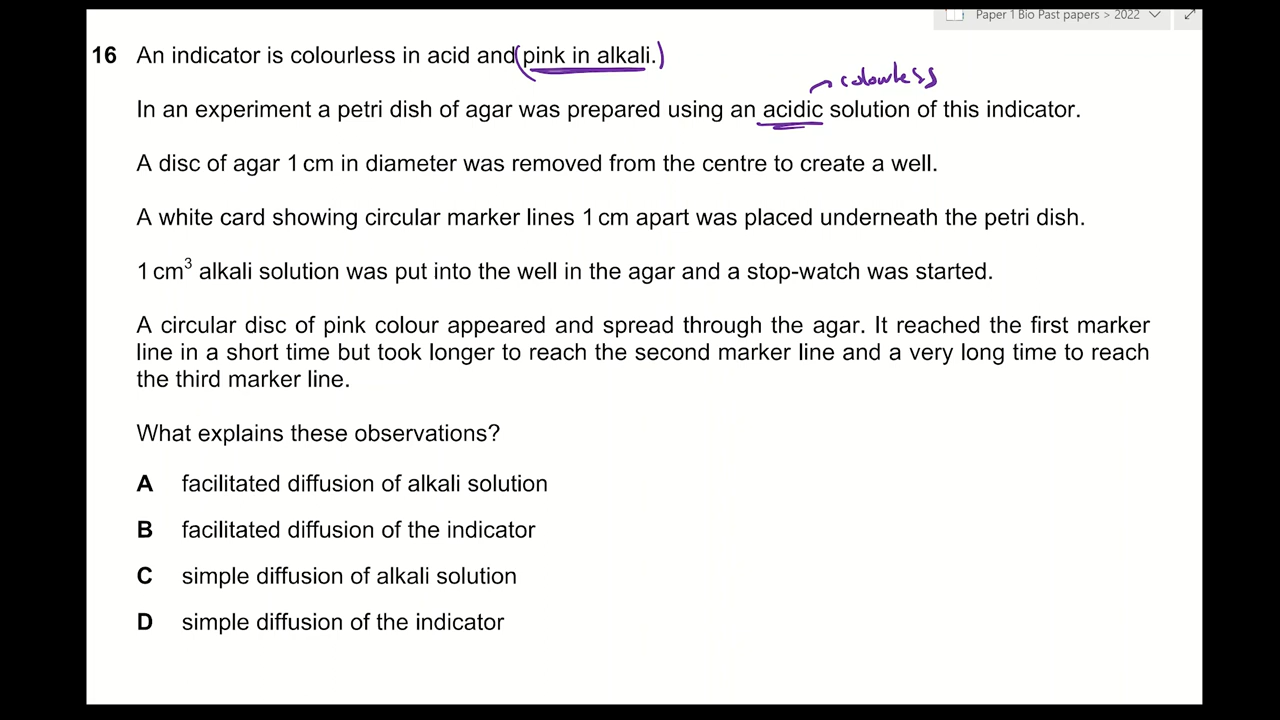 Paper 1 Bio Past papers > 2022
16 An indicator is colourless in acid and (pink in alkali.)
colourless
In an experiment a petri dish of agar was prepared using an acidic solution of this indicator.
A disc of agar 1 cm in diameter was removed from the centre to create a well.
A white card showing circular marker lines 1 cm apart was placed underneath the petri dish.
1 cm³ alkali solution was put into the well in the agar and a stop-watch was started.
A circular disc of pink colour appeared and spread through the agar. It reached the first marker
line in a short time but took longer to reach the second marker line and a very long time to reach
the third marker line.
What explains these observations?
A facilitated diffusion of alkali solution
B facilitated diffusion of the indicator
C simple diffusion of alkali solution
D simple diffusion of the indicator